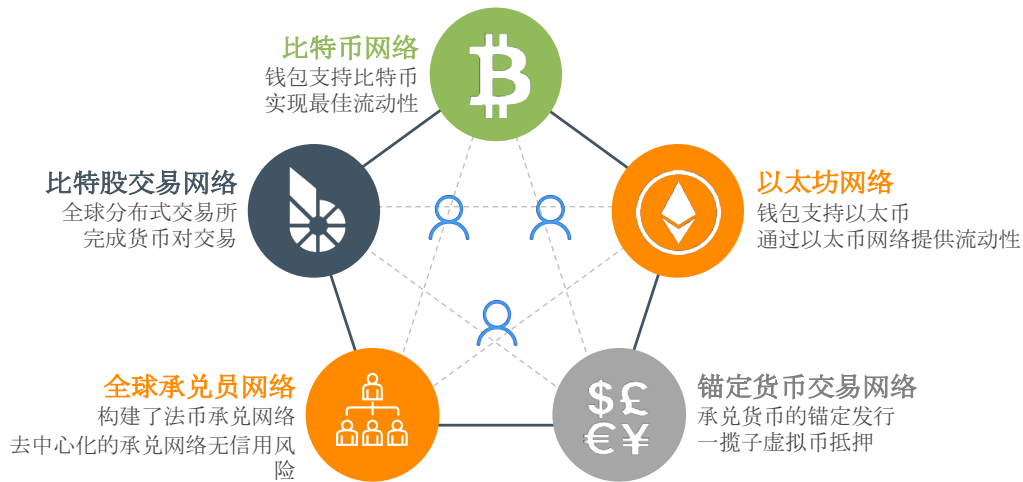 比特币网络
钱包支持比特币
实现最佳流动性
比特股交易网络
全球分布式交易所
完成货币对交易
以太坊网络
钱包支持以太币
通过以太币网络提供流动性
全球承兑员网络
构建了法币承兑网络
去中心化的承兑网络无信用风
险
$£
€¥
锚定货币交易网络
承兑货币的锚定发行
一揽子虚拟币抵押